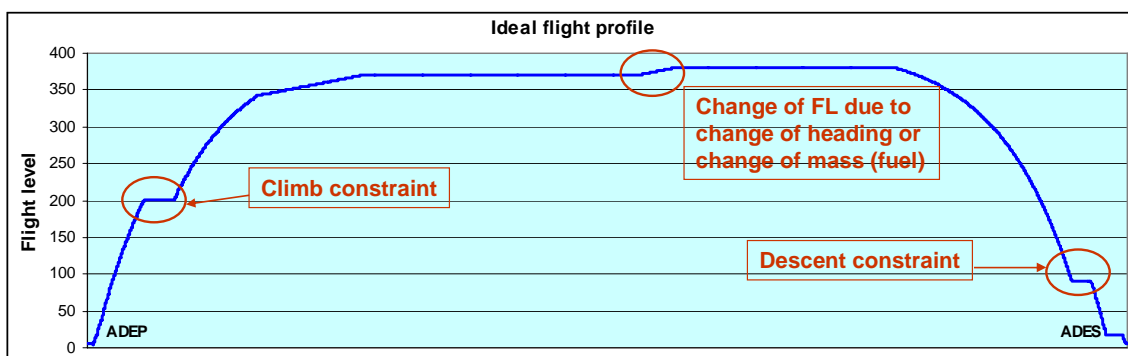 Ideal flight profile
400
350
300
250
200
150
100
50
0
Flight level
Climb constraint
Change of FL due to
change of heading or
change of mass (fuel)
Descent constraint
ADEP
ADES